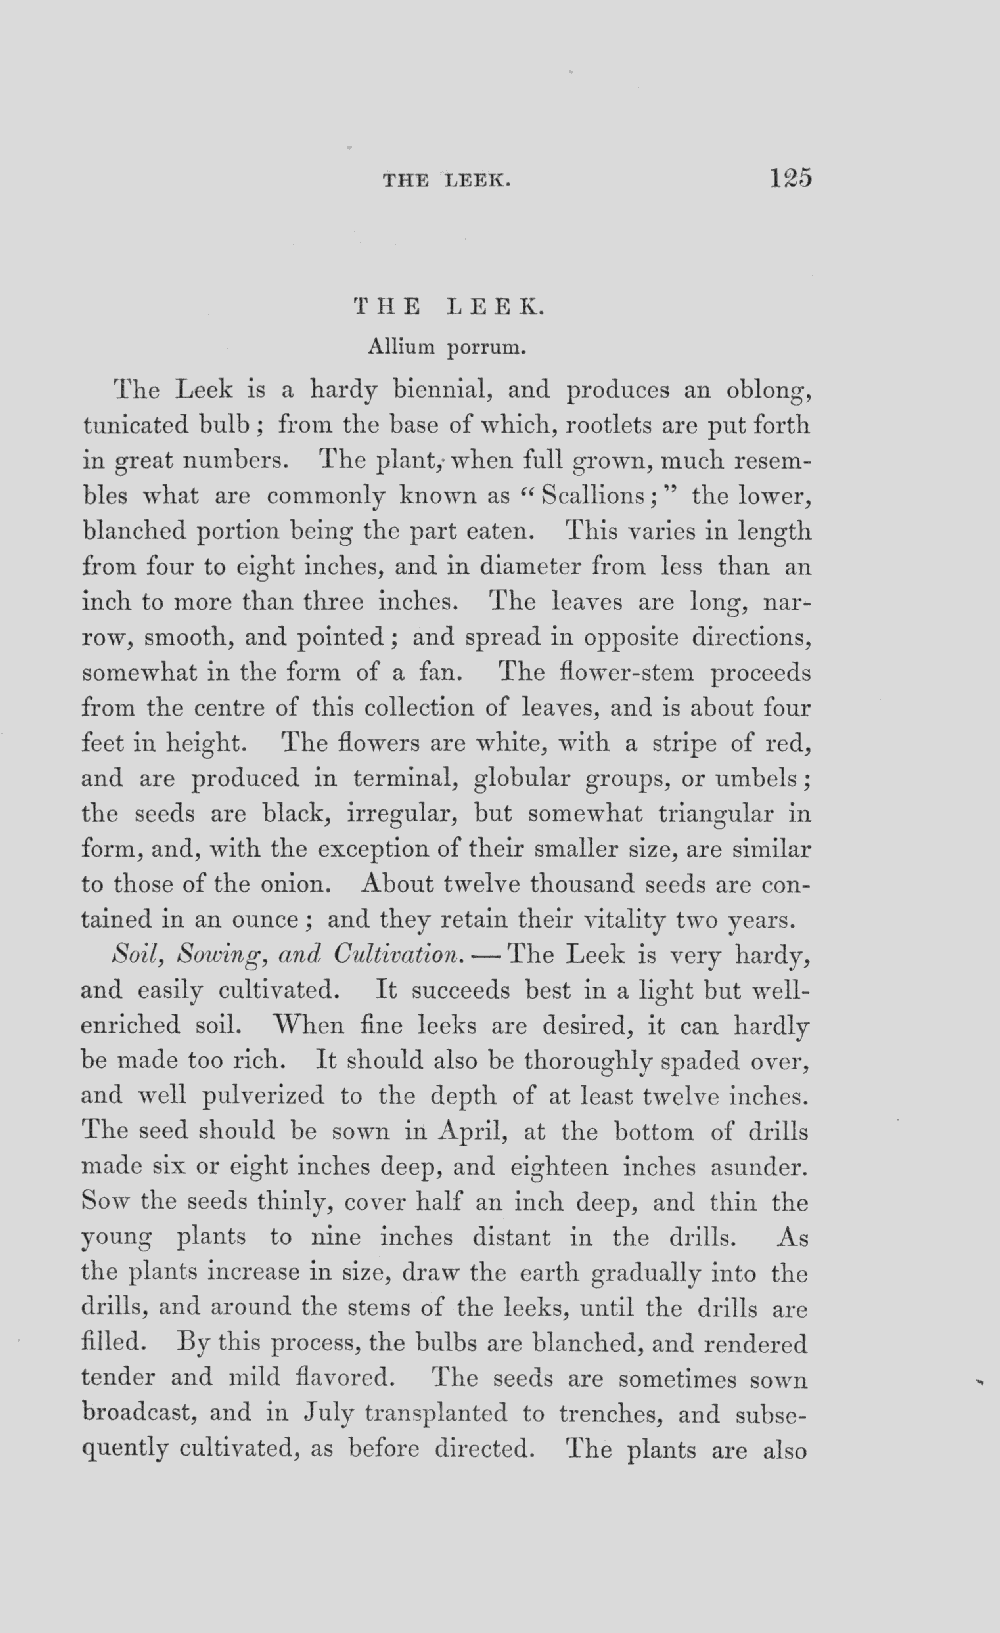 THE LEEK. 125
THE LEEK.
Allium porrum.
The Leek is a hardy biennial, and produces an oblong,
tunicated bulb; from the base of which, rootlets are put forth
in great numbers. The plant, when full grown, much resem-
bles what are commonly known as “Scallions;” the lower,
blanched portion being the part eaten. This varies in length
from four to eight inches, and in diameter from less than an
inch to more than three inches. The leaves are long, nar-
row, smooth, and pointed; and spread in opposite directions,
somewhat in the form of a fan. The flower-stem proceeds
from the centre of this collection of leaves, and is about four
feet in height. The flowers are white, with a stripe of red,
and are produced in terminal, globular groups, or umbels;
the seeds are black, irregular, but somewhat triangular in
form, and, with the exception of their smaller size, are similar
to those of the onion. About twelve thousand seeds are con-
tained in an ounce; and they retain their vitality two years.
Soil, Sowing, and Cultivation. — The Leek is very hardy,
and easily cultivated. It succeeds best in a light but well-
enriched soil. When fine leeks are desired, it can hardly
be made too rich. It should also be thoroughly spaded over,
and well pulverized to the depth of at least twelve inches.
The seed should be sown in April, at the bottom of drills
made six or eight inches deep, and eighteen inches asunder.
Sow the seeds thinly, cover half an inch deep, and thin the
young plants to nine inches distant in the drills. As
the plants increase in size, draw the earth gradually into the
drills, and around the stems of the leeks, until the drills are
filled. By this process, the bulbs are blanched, and rendered
tender and mild flavored. The seeds are sometimes sown
broadcast, and in July transplanted to trenches, and subse-
quently cultivated, as before directed. The plants are also